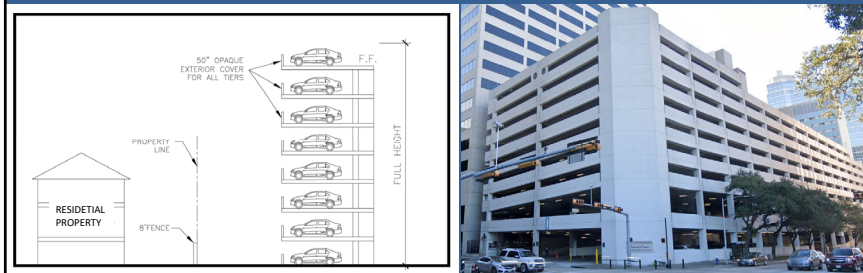 50" OPAQUE
EXTERIOR COVER
FOR ALL TIERS
F.F.
PROPERTY
LINE
FULL HEIGHT
RESIDETIAL
PROPERTY
8'FENCE